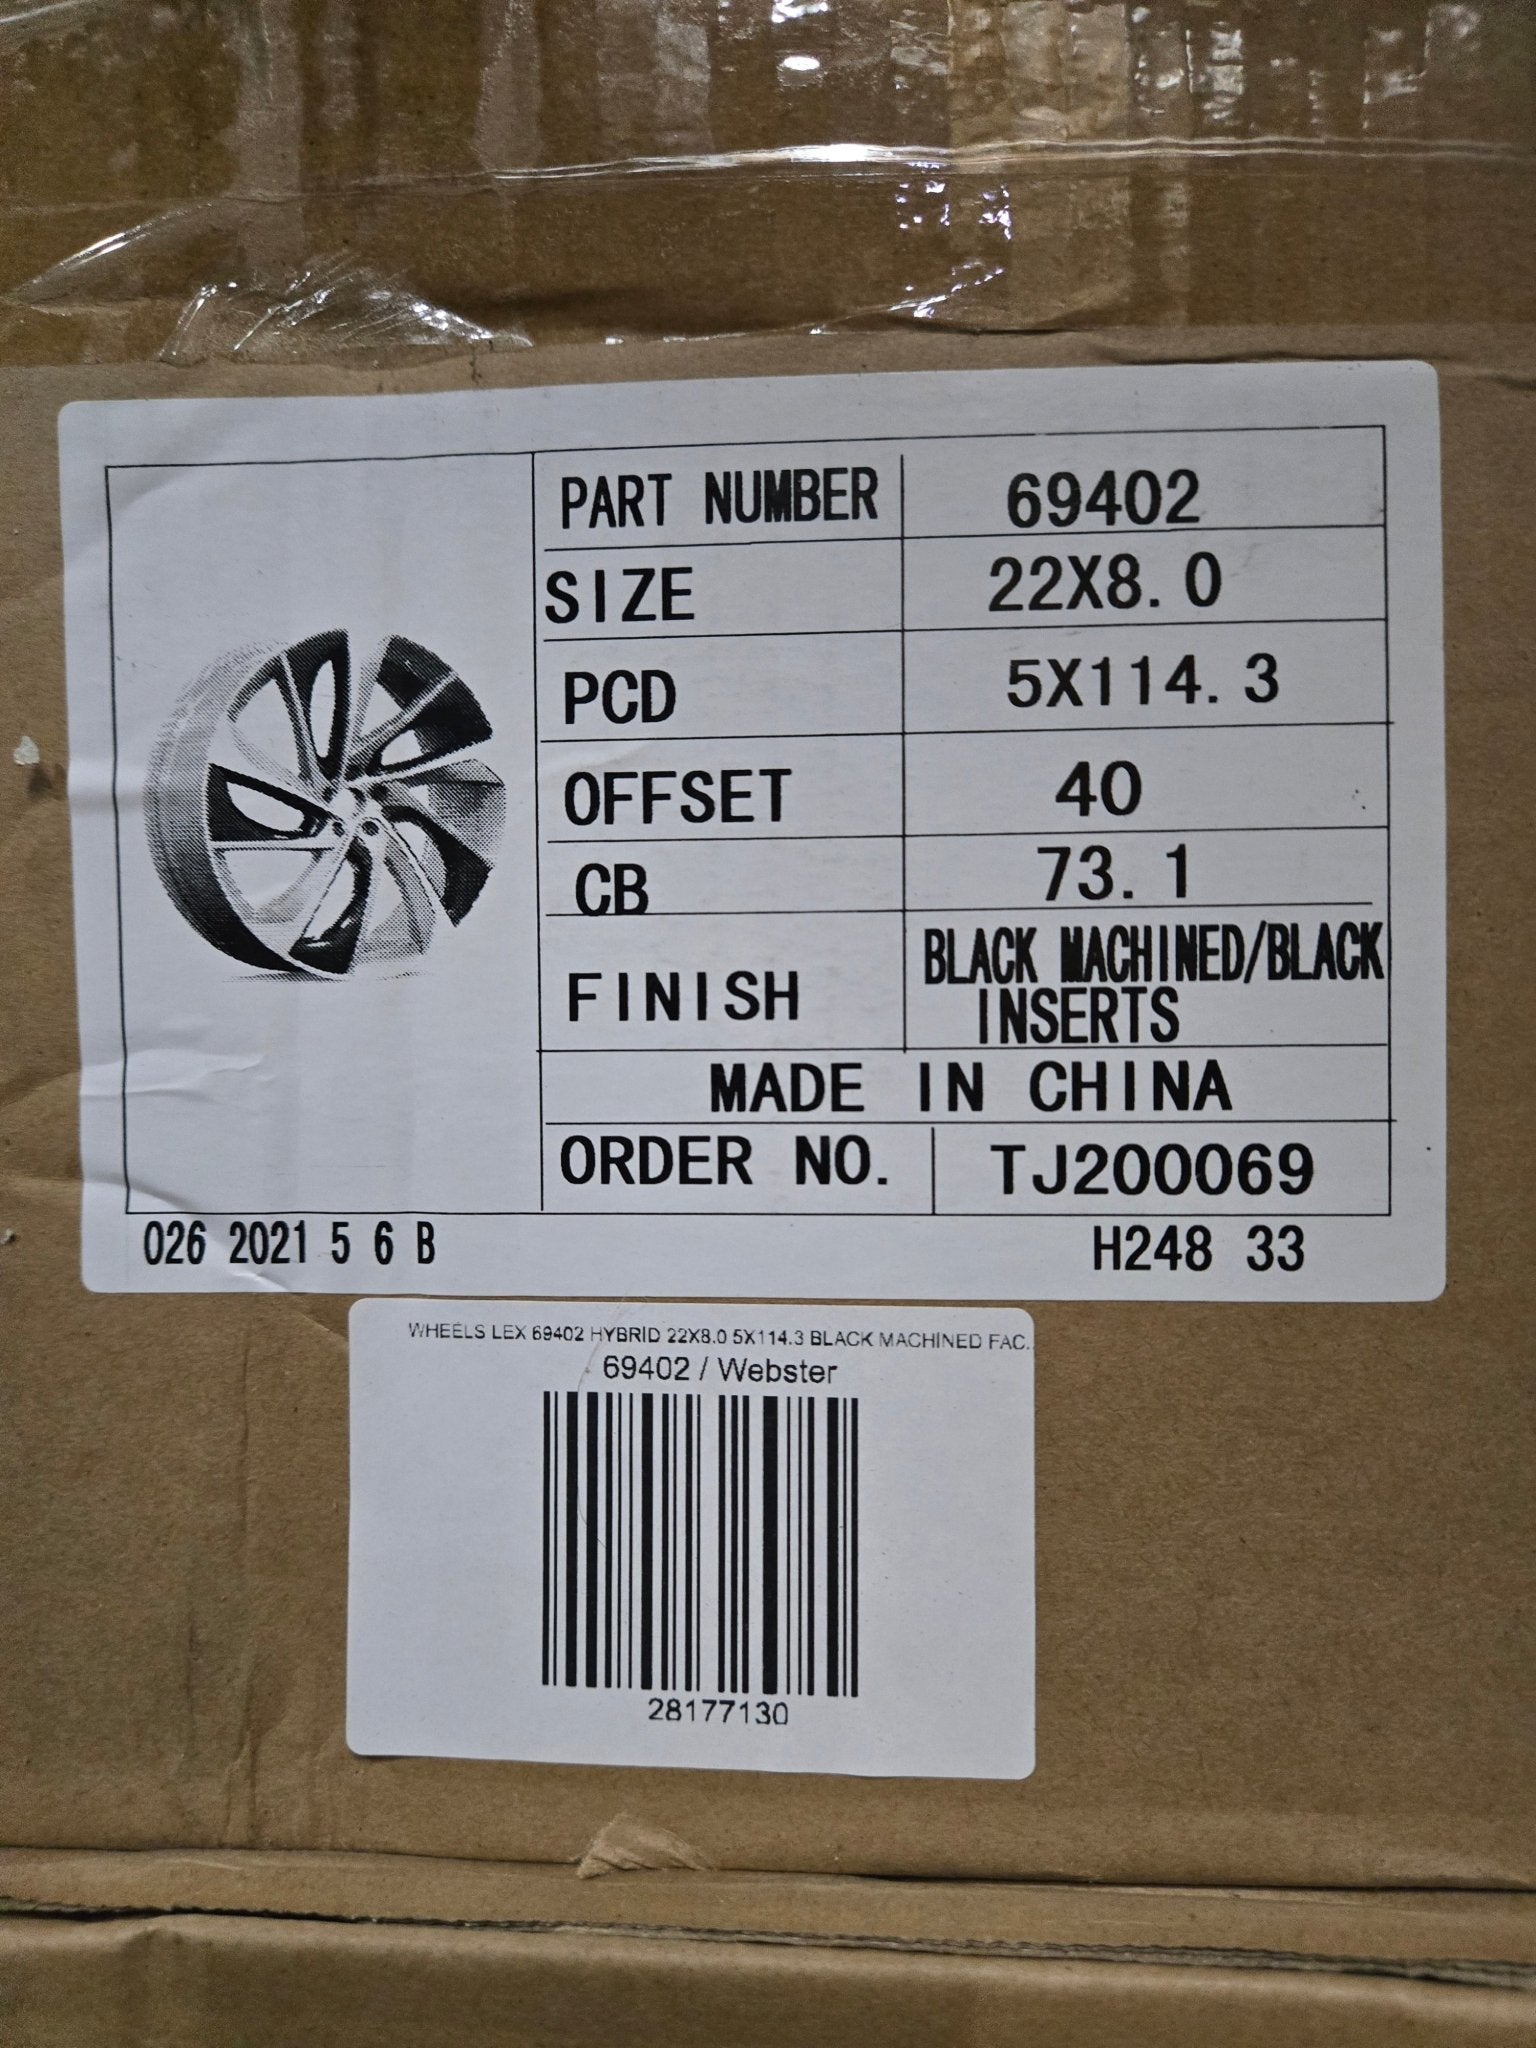 PART NUMBER 69402
SIZE 22X8.0
PCD 5X114.3
OFFSET 40
CB 73.1
FINISH BLACK MACHINED/BLACK
INSERTS
MADE IN CHINA
ORDER NO. TJ200069
026 2021 5 6 B H248 33
WHEELS LEX 69402 HYBRID 22X8.0 5X114.3 BLACK MACHINED FAC..
69402 / Webster
28177130